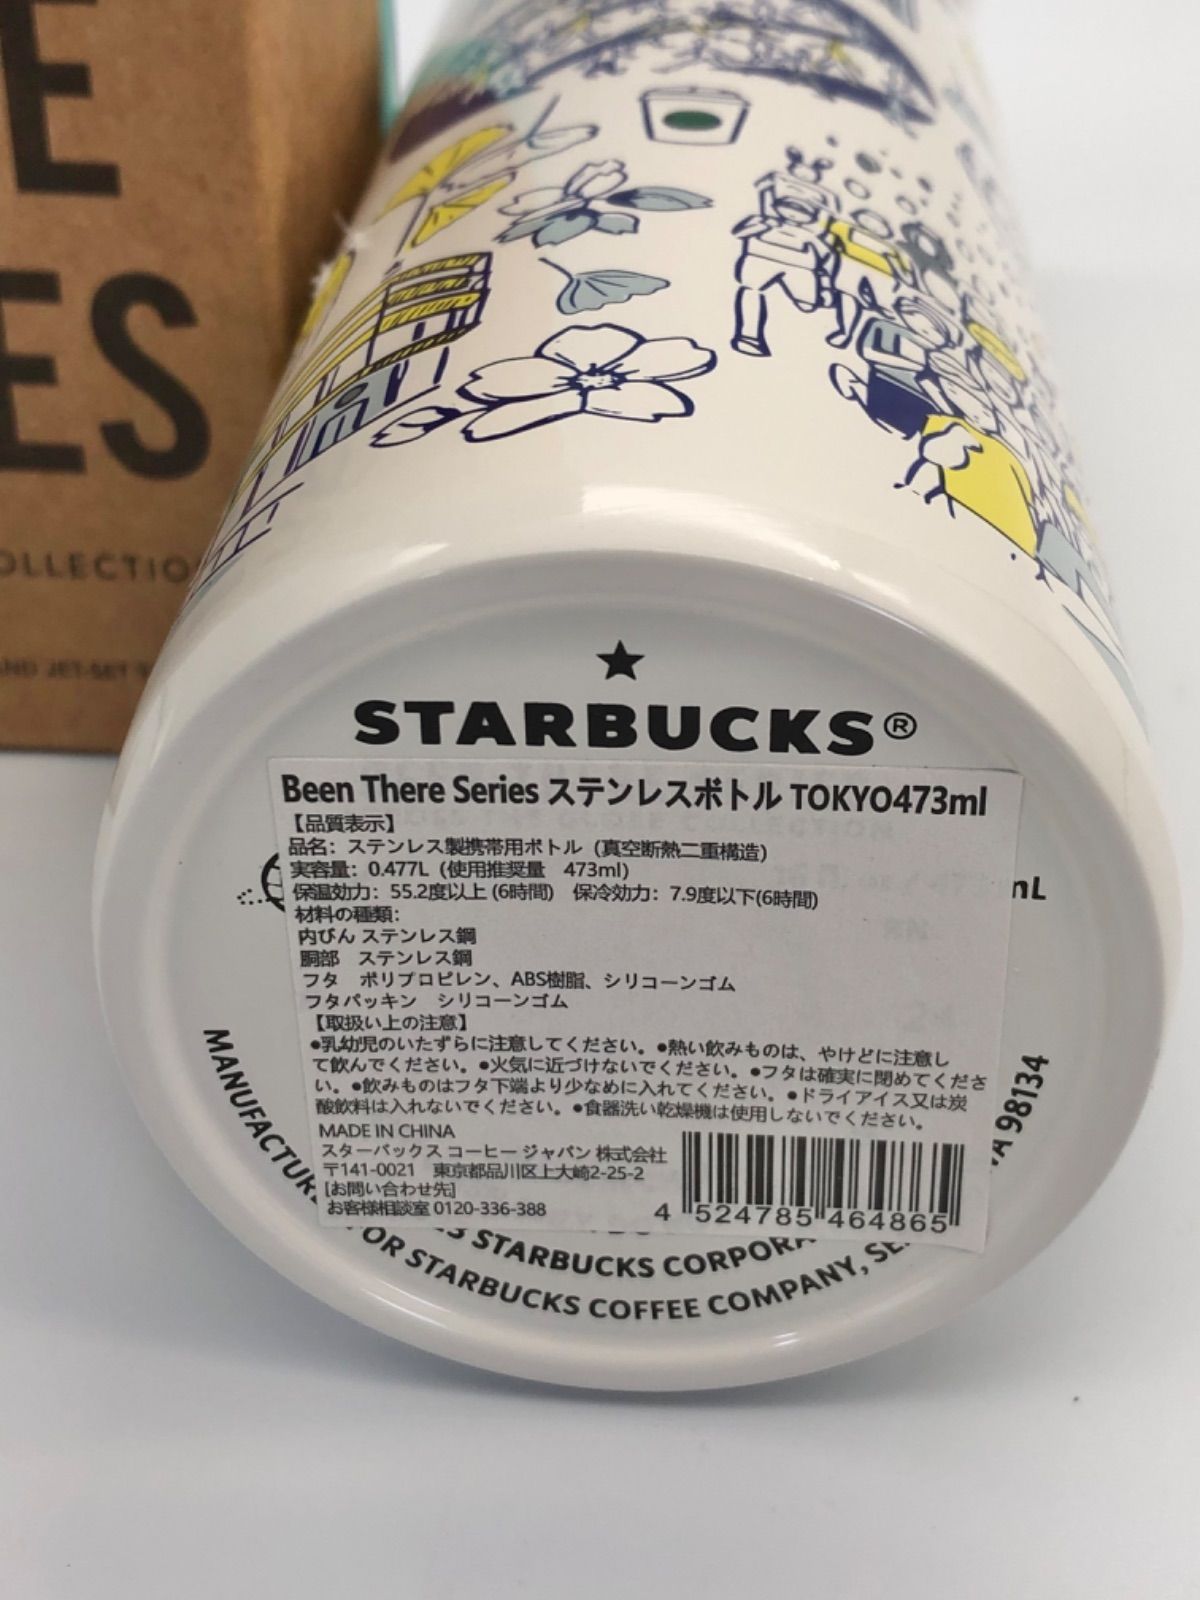 E
ES
OLLECTIO
AND JET-SET
STARBUCKS®
Been There Series ステンレスボトル TOKYO473ml
【品質表示】
品名：ステンレス製携帯用ボトル（真空断熱二重構造）
実容量：0.477L（使用推奨量　473ml）
保温効力：55.2度以上 (6時間)　保冷効力：7.9度以下(6時間)
材料の種類：
内びん ステンレス鋼
胴部　ステンレス鋼
フタ　ポリプロピレン、ABS樹脂、シリコーンゴム
フタパッキン　シリコーンゴム
【取扱い上の注意】
●乳幼児のいたずらに注意してください。●熱い飲みものは、やけどに注意し
て飲んでください。●火気に近づけないでください。●フタは確実に閉めてくださ
い。●飲みものはフタ下端より少なめに入れてください。●ドライアイス又は炭
酸飲料は入れないでください。●食器洗い乾燥機は使用しないでください。
MADE IN CHINA
スターバックス コーヒー ジャパン 株式会社
〒141-0021　東京都品川区上大崎2-25-2
[お問い合わせ先]
お客様相談室 0120-336-388
4 524785 464865
mL
STARBUCKS CORPORA
MANUFACTUR
OR STARBUCKS COFFEE COMPANY, SE
WA 98134